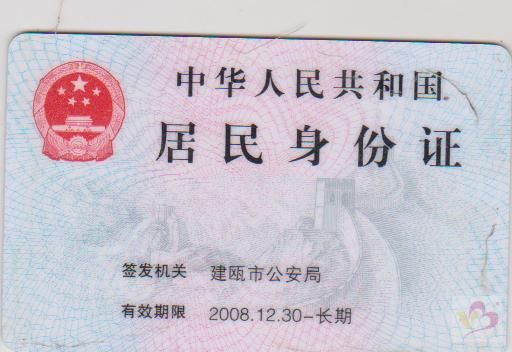 中华人民共和国
居民身份证
签发机关 建瓯市公安局
有效期限 2008.12.30-长期